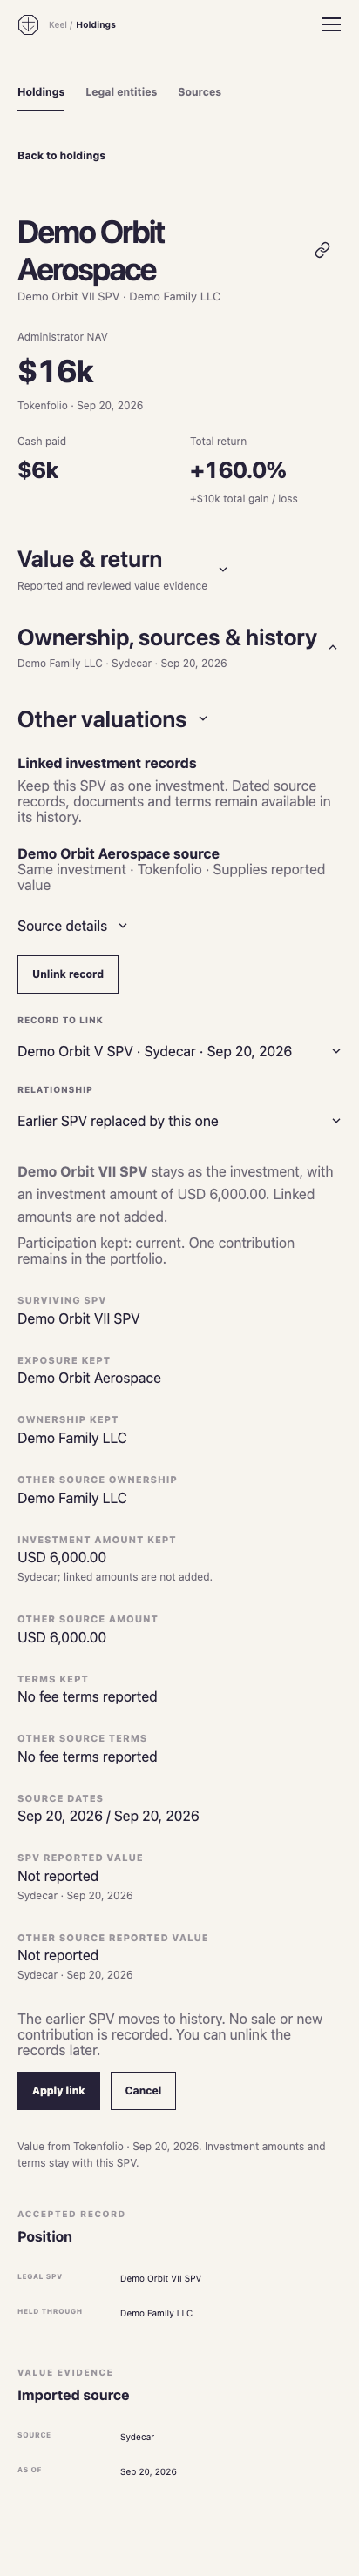 Keel / Holdings
Holdings Legal entities Sources
Back to holdings
Demo Orbit
Aerospace
Demo Orbit VII SPV · Demo Family LLC
Administrator NAV
$16k
Tokenfolio · Sep 20, 2026
Cash paid Total return
$6k +160.0%
+$10k total gain / loss
Value & return
Reported and reviewed value evidence
Ownership, sources & history
Demo Family LLC · Sydecar · Sep 20, 2026
Other valuations
Linked investment records
Keep this SPV as one investment. Dated source
records, documents and terms remain available in
its history.
Demo Orbit Aerospace source
Same investment · Tokenfolio · Supplies reported
value
Source details
Unlink record
RECORD TO LINK
Demo Orbit V SPV · Sydecar · Sep 20, 2026
RELATIONSHIP
Earlier SPV replaced by this one
Demo Orbit VII SPV stays as the investment, with
an investment amount of USD 6,000.00. Linked
amounts are not added.
Participation kept: current. One contribution
remains in the portfolio.
SURVIVING SPV
Demo Orbit VII SPV
EXPOSURE KEPT
Demo Orbit Aerospace
OWNERSHIP KEPT
Demo Family LLC
OTHER SOURCE OWNERSHIP
Demo Family LLC
INVESTMENT AMOUNT KEPT
USD 6,000.00
Sydecar; linked amounts are not added.
OTHER SOURCE AMOUNT
USD 6,000.00
TERMS KEPT
No fee terms reported
OTHER SOURCE TERMS
No fee terms reported
SOURCE DATES
Sep 20, 2026 / Sep 20, 2026
SPV REPORTED VALUE
Not reported
Sydecar · Sep 20, 2026
OTHER SOURCE REPORTED VALUE
Not reported
Sydecar · Sep 20, 2026
The earlier SPV moves to history. No sale or new
contribution is recorded. You can unlink the
records later.
Apply link Cancel
Value from Tokenfolio · Sep 20, 2026. Investment amounts and
terms stay with this SPV.
ACCEPTED RECORD
Position
LEGAL SPV Demo Orbit VII SPV
HELD THROUGH Demo Family LLC
VALUE EVIDENCE
Imported source
SOURCE Sydecar
AS OF Sep 20, 2026